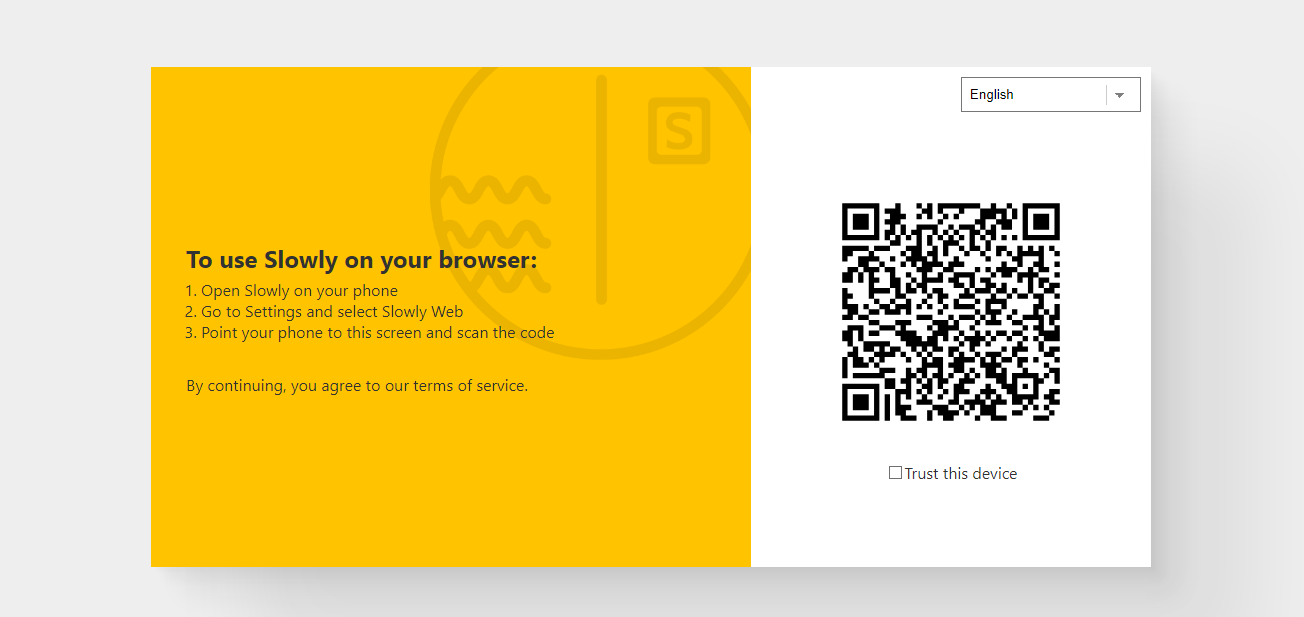 English
S
To use Slowly on your browser:
1. Open Slowly on your phone
2. Go to Settings and select Slowly Web
3. Point your phone to this screen and scan the code
By continuing, you agree to our terms of service.
Trust this device